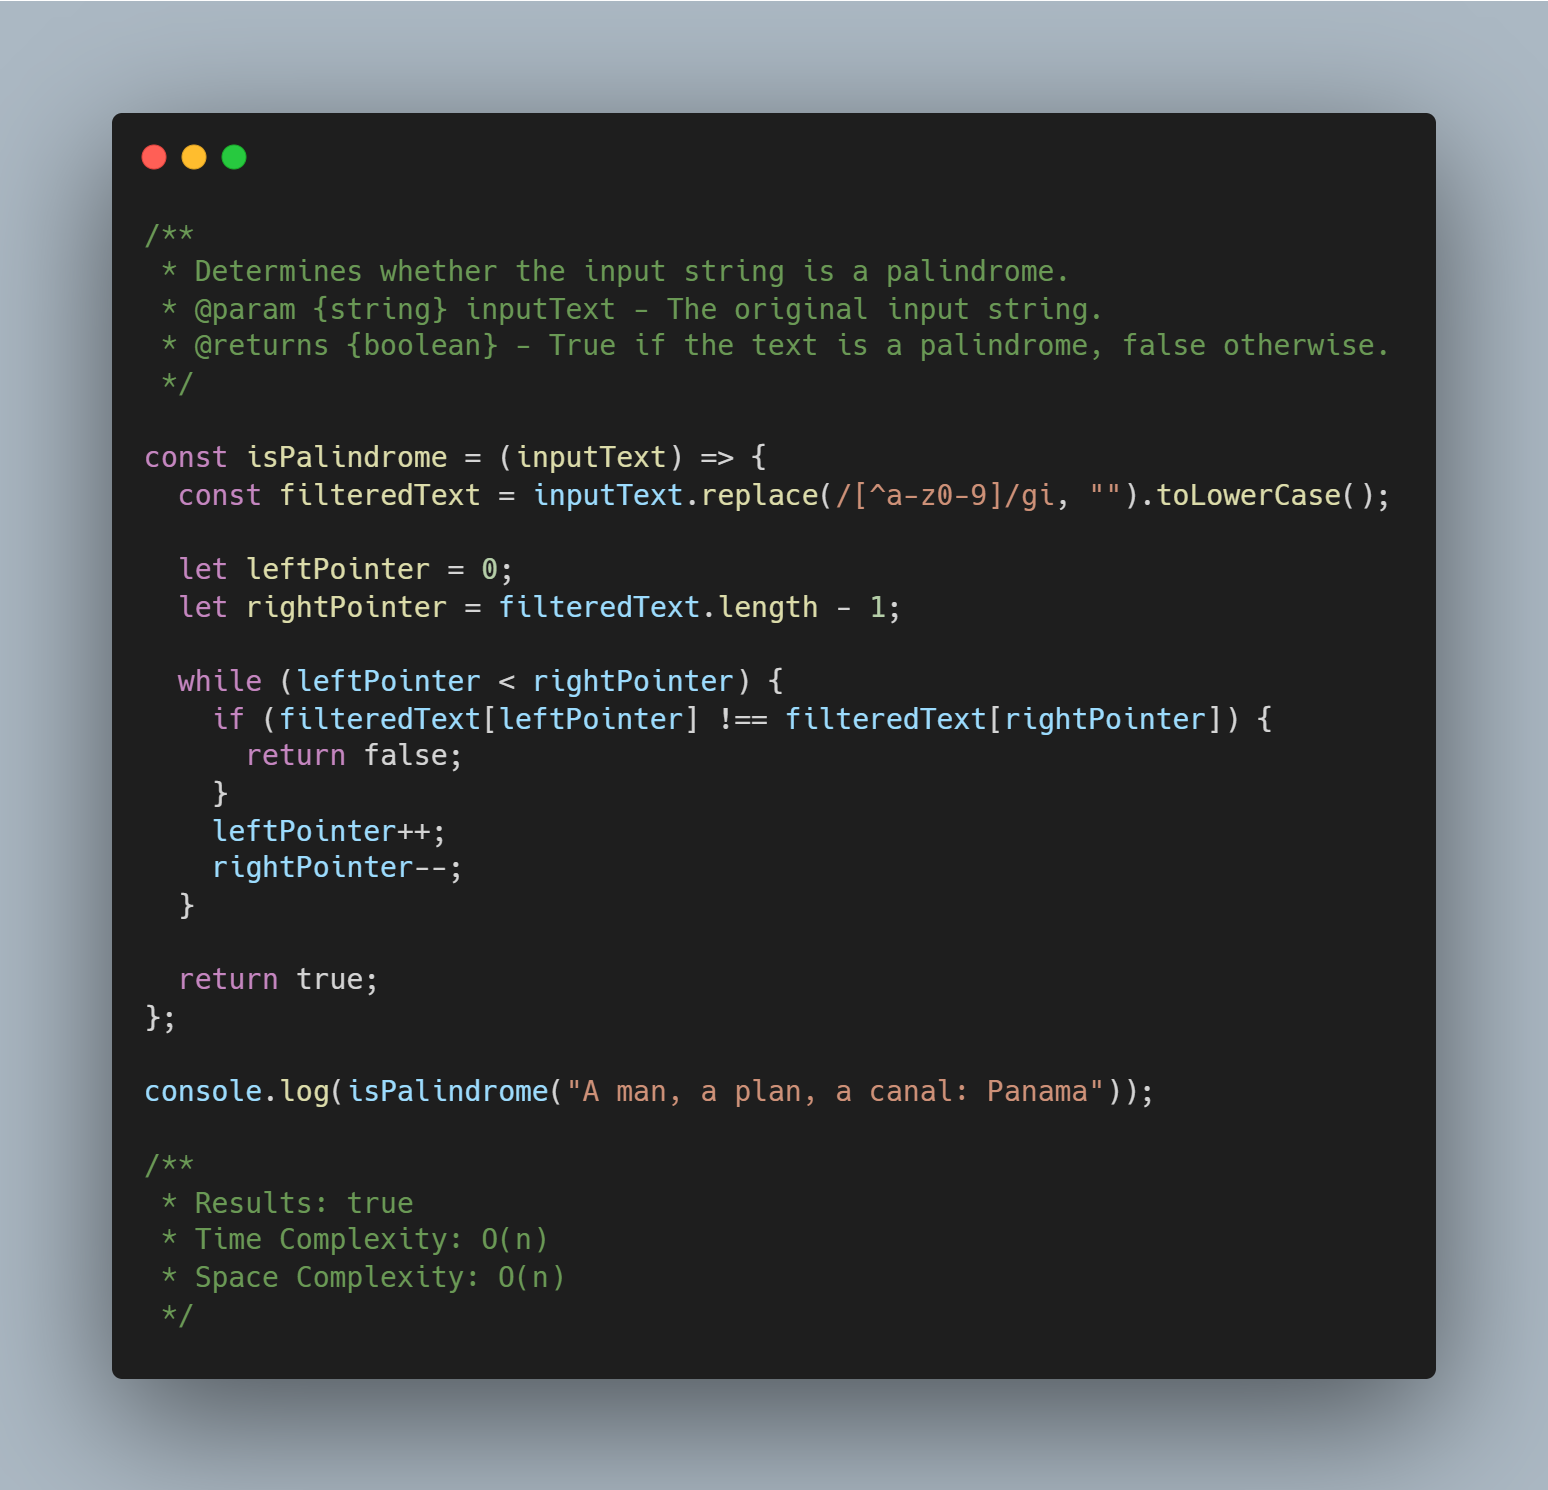 /**
 * Determines whether the input string is a palindrome.
 * @param {string} inputText - The original input string.
 * @returns {boolean} - True if the text is a palindrome, false otherwise.
 */

const isPalindrome = (inputText) => {
  const filteredText = inputText.replace(/[^a-z0-9]/gi, "").toLowerCase();

  let leftPointer = 0;
  let rightPointer = filteredText.length - 1;

  while (leftPointer < rightPointer) {
    if (filteredText[leftPointer] !== filteredText[rightPointer]) {
      return false;
    }
    leftPointer++;
    rightPointer--;
  }

  return true;
};

console.log(isPalindrome("A man, a plan, a canal: Panama"));

/**
 * Results: true
 * Time Complexity: O(n)
 * Space Complexity: O(n)
 */